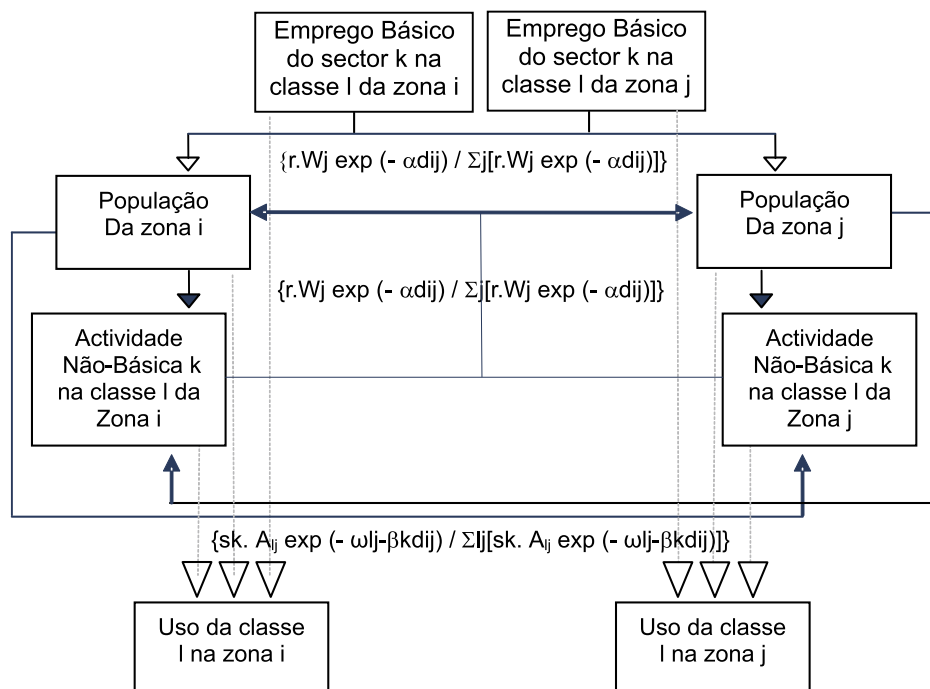 Emprego Básico
do sector k na
classe l da zona i
Emprego Básico
do sector k na
classe l da zona j
{r.Wj exp (- αdij) / Σj[r.Wj exp (- αdij)]}
População
Da zona i
População
Da zona j
{r.Wj exp (- αdij) / Σj[r.Wj exp (- αdij)]}
Actividade
Não-Básica k
na classe l da
Zona i
Actividade
Não-Básica k
na classe l da
Zona j
{sk. Alj exp (- ωlj-βkdij) / Σlj[sk. Alj exp (- ωlj-βkdij)]}
Uso da classe
l na zona i
Uso da classe
l na zona j